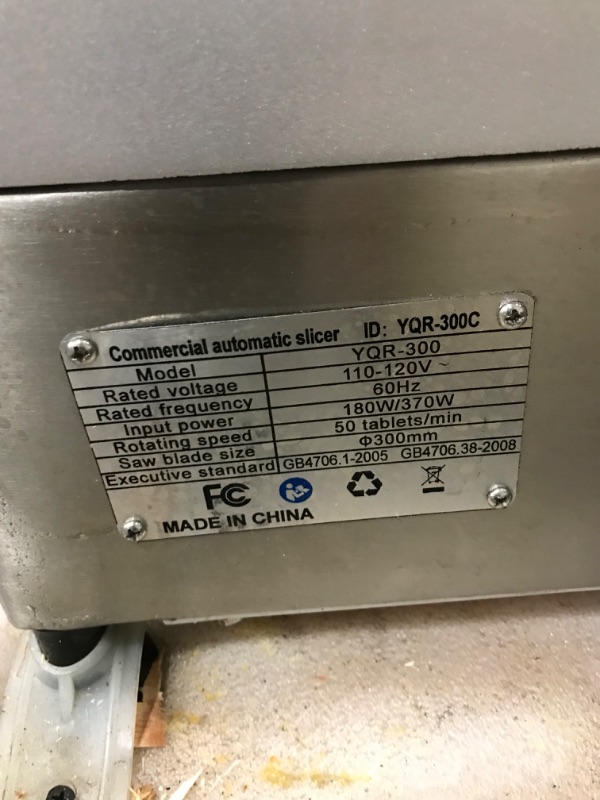 Commercial automatic slicer ID: YQR-300C
Model YQR-300
Rated voltage 110-120V ~
Rated frequency 60Hz
Input power 180W/370W
Rotating speed 50 tablets/min
Saw blade size Φ300mm
Executive standard GB4706.1-2005 GB4706.38-2008
FC
MADE IN CHINA